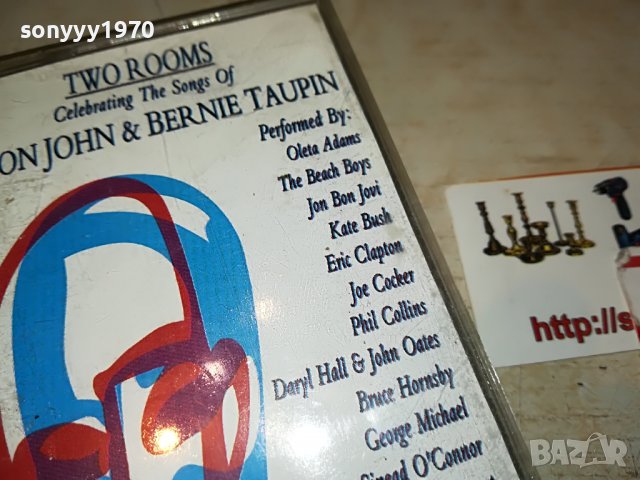 sonyyy1970
TWO ROOMS
Celebrating The Songs Of
ON JOHN & BERNIE TAUPIN
Performed By:
Oleta Adams
The Beach Boys
Jon Bon Jovi
Kate Bush
Eric Clapton
Joe Cocker
Phil Collins
Daryl Hall & John Oates
Bruce Hornsby
George Michael
Sinead O'Connor
http://s
BAZAR